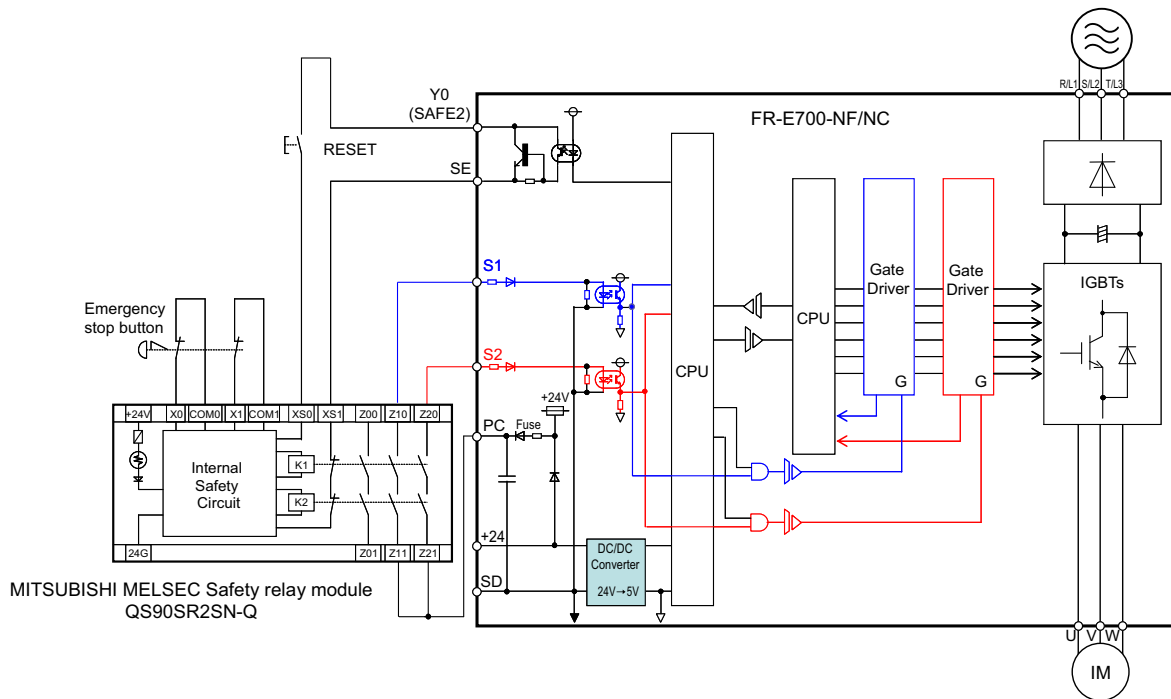 R/L1 S/L2 T/L3
Y0
(SAFE2)
FR-E700-NF/NC
RESET
SE
S1
Gate
Driver
Gate
Driver
IGBTs
Emergency
stop button
CPU
S2
CPU
G
G
+24V
+24V
X0
COM0
X1
COM1
XS0
XS1
Z00
Z10
Z20
PC
Fuse
Internal
Safety
Circuit
K1
K2
+24
DC/DC
Converter
24V→5V
24G
Z01
Z11
Z21
SD
MITSUBISHI MELSEC Safety relay module
QS90SR2SN-Q
U
V
W
IM